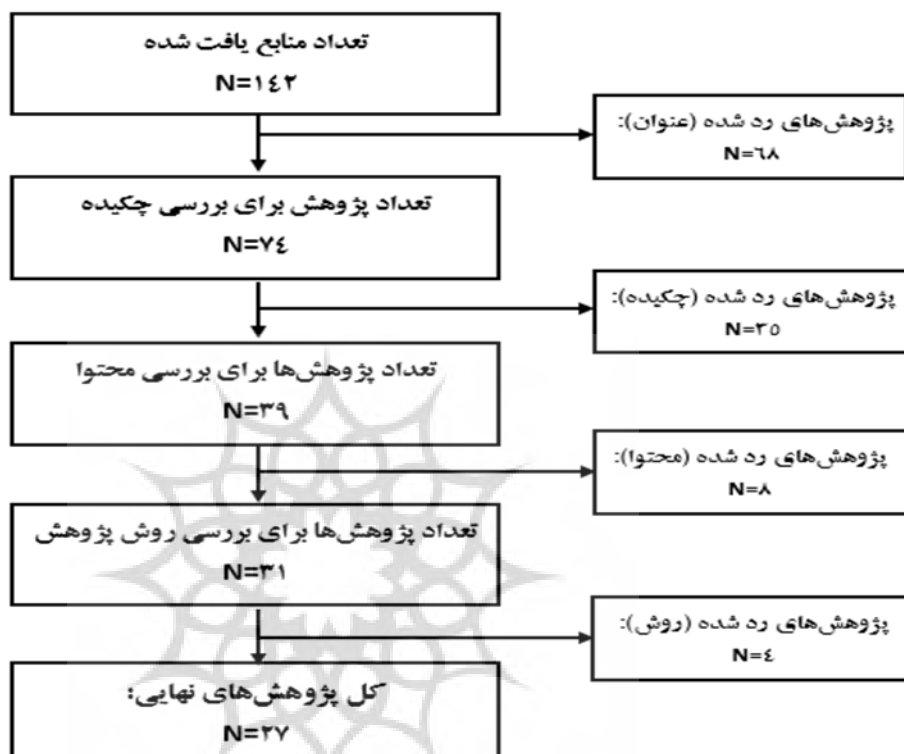 تعداد منابع یافت شده
N=١٤٢
پژوهش‌های رد شده (عنوان):
N=٦٨
تعداد پژوهش برای بررسی چکیده
N=٧٤
پژوهش‌های رد شده (چکیده):
N=٣٥
تعداد پژوهش‌ها برای بررسی محتوا
N=٣٩
پژوهش‌های رد شده (محتوا):
N=٨
تعداد پژوهش‌ها برای بررسی روش پژوهش
N=٣١
پژوهش‌های رد شده (روش):
N=٤
کل پژوهش‌های نهایی:
N=٢٧